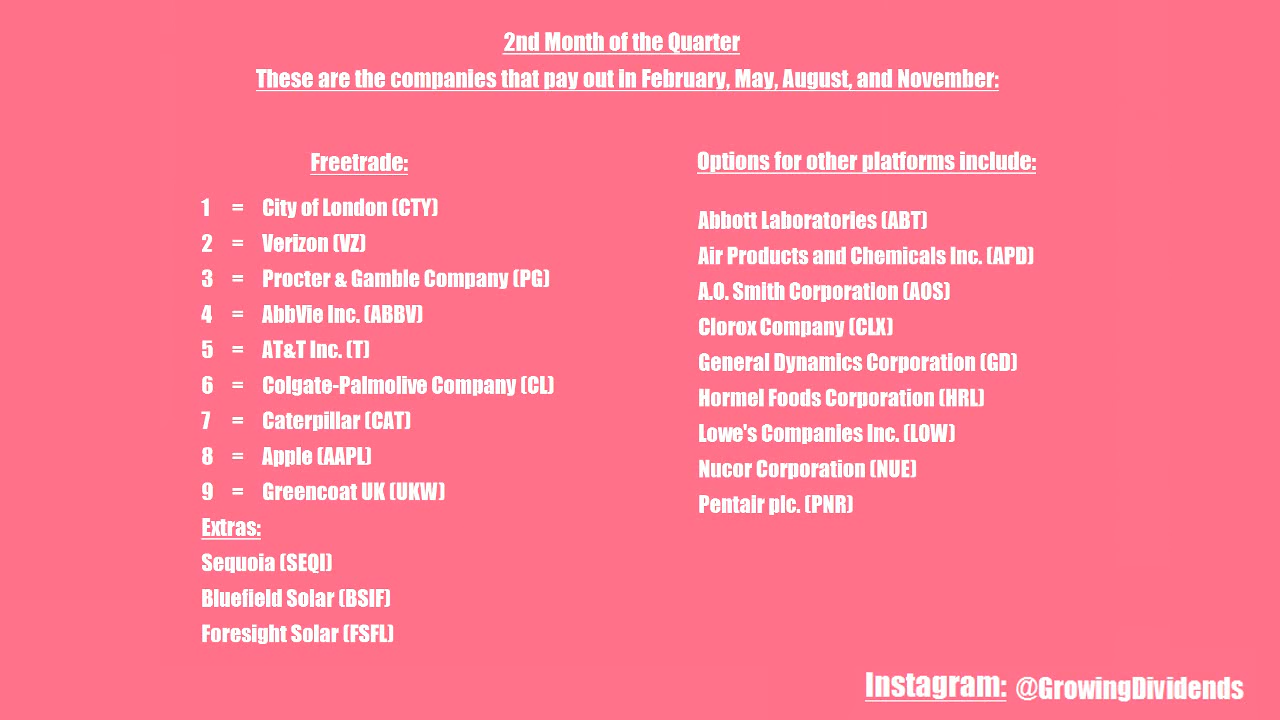 2nd Month of the Quarter
These are the companies that pay out in February, May, August, and November:
Freetrade:
1 = City of London (CTY)
2 = Verizon (VZ)
3 = Procter & Gamble Company (PG)
4 = AbbVie Inc. (ABBV)
5 = AT&T Inc. (T)
6 = Colgate-Palmolive Company (CL)
7 = Caterpillar (CAT)
8 = Apple (AAPL)
9 = Greencoat UK (UKW)
Extras:
Sequoia (SEQI)
Bluefield Solar (BSIF)
Foresight Solar (FSFL)
Options for other platforms include:
Abbott Laboratories (ABT)
Air Products and Chemicals Inc. (APD)
A.O. Smith Corporation (AOS)
Clorox Company (CLX)
General Dynamics Corporation (GD)
Hormel Foods Corporation (HRL)
Lowe's Companies Inc. (LOW)
Nucor Corporation (NUE)
Pentair plc. (PNR)
Instagram: @GrowingDividends